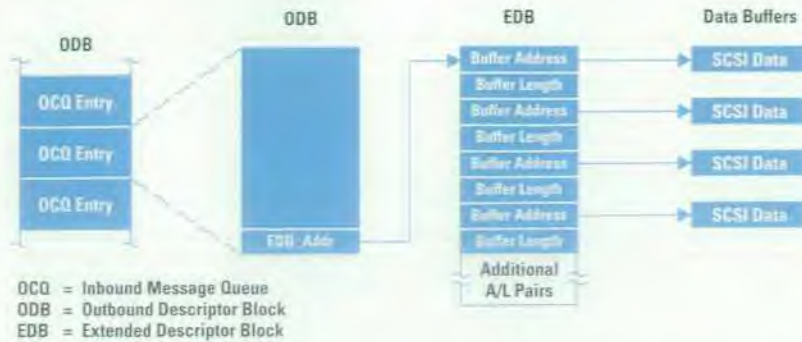 ODB
OCQ Entry
OCQ Entry
OCQ Entry
ODB
EDB Addr
EDB
Buffer Address
Buffer Length
Buffer Address
Buffer Length
Buffer Address
Buffer Length
Buffer Address
Buffer Length
Additional
A/L Pairs
Data Buffers
SCSI Data
SCSI Data
SCSI Data
SCSI Data
OCQ = Inbound Message Queue
ODB = Outbound Descriptor Block
EDB = Extended Descriptor Block